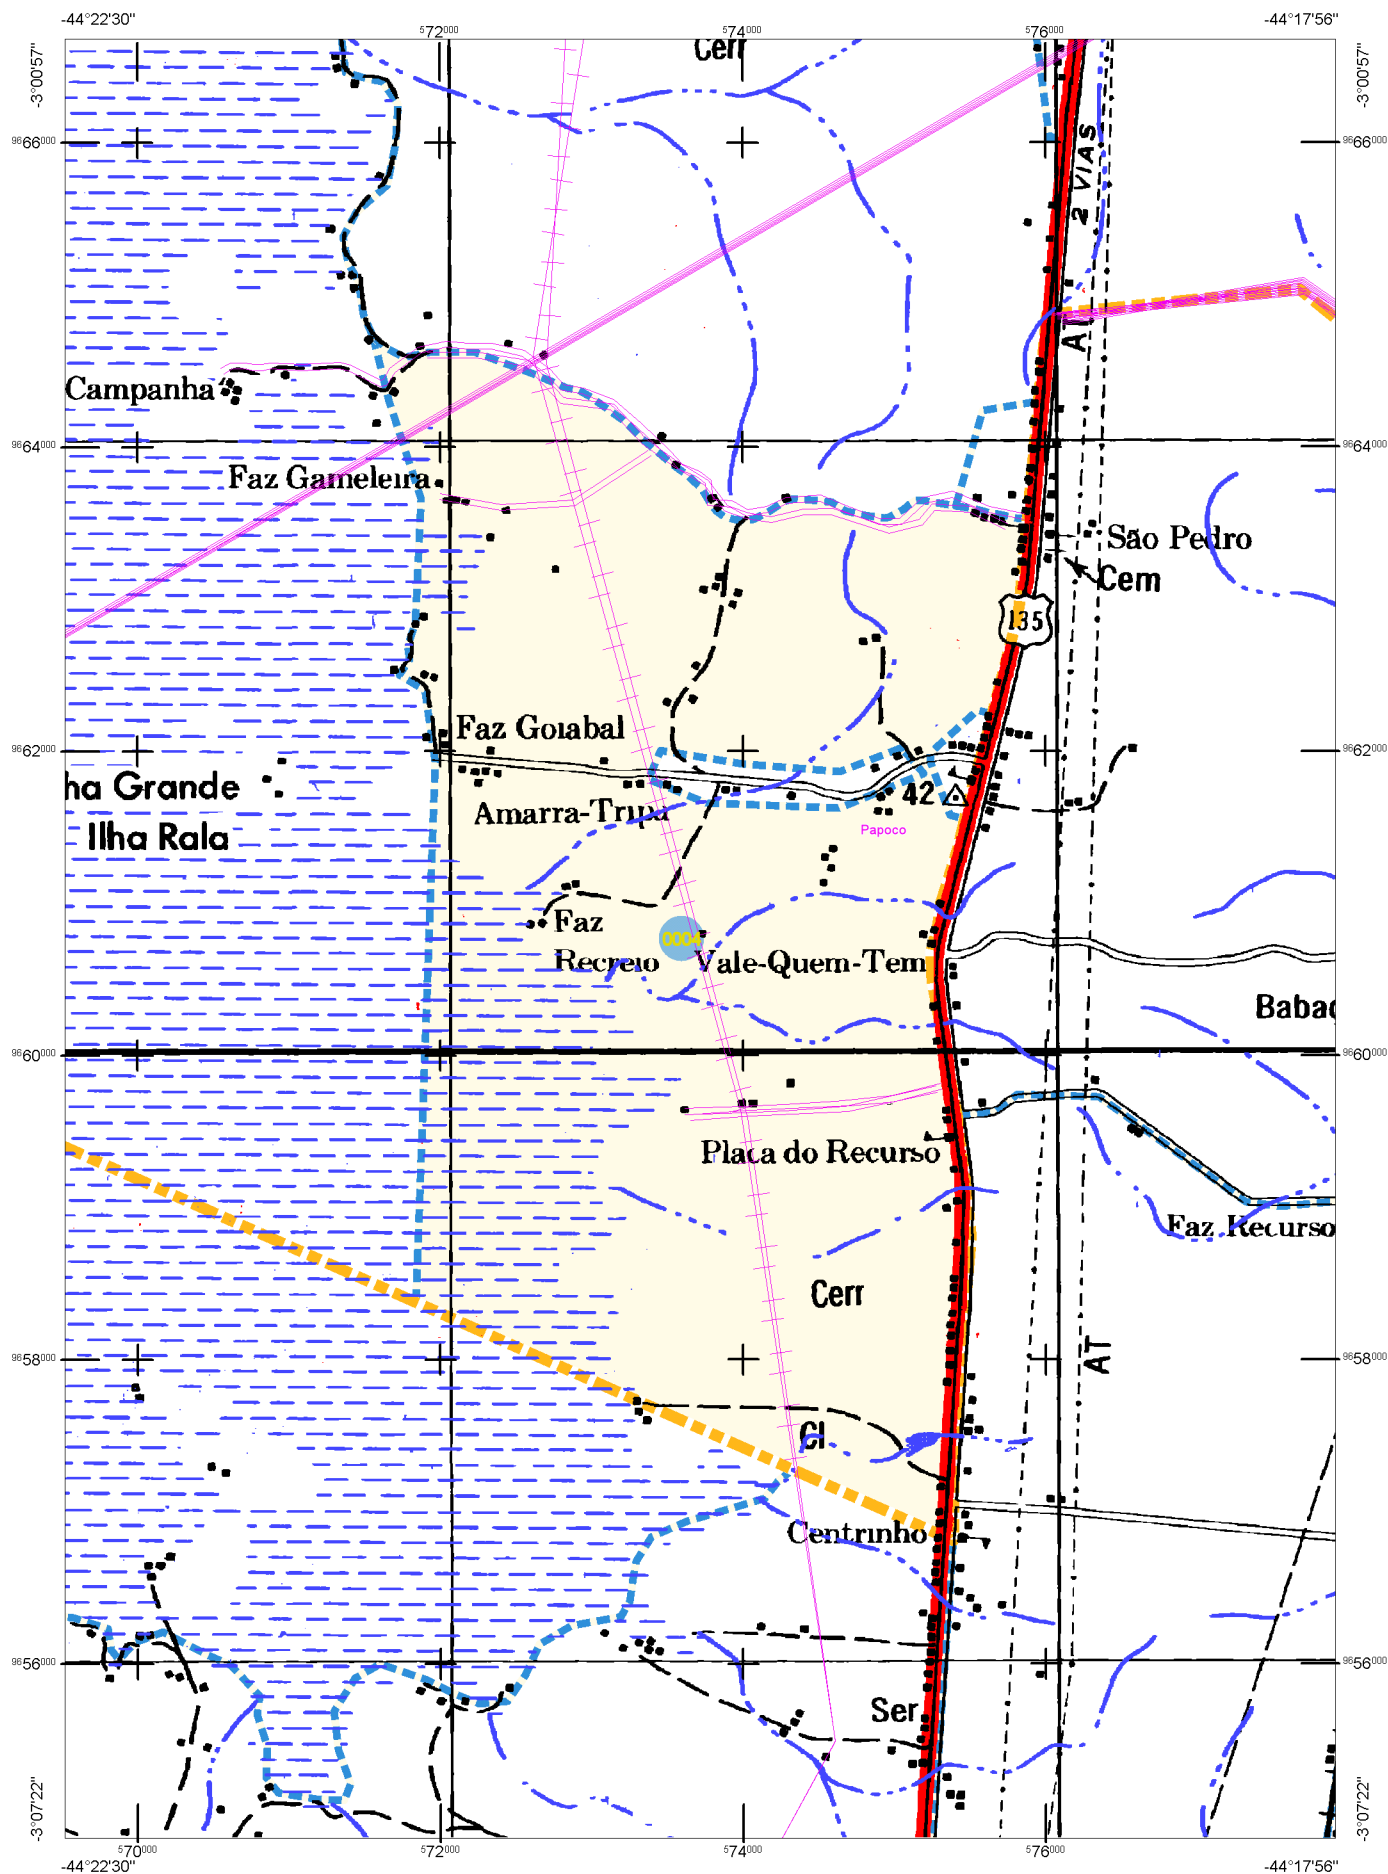 -44°22'30"
-44°17'56"
572000
574000
576000
-3°00'57"
-3°00'57"
Cerr
9666000
9666000
2 VIAS
AT
Campanha
9664000
9664000
Faz Gameleira
São Pedro
Cem
135
Faz Goiabal
9662000
9662000
ha Grande
42
Amarra-Tripa
Ilha Rala
Papoco
Faz
0004
Recreio
Vale-Quem-Tem
Babaç
9660000
9660000
Placa do Recurso
Faz Recurso
Cerr
9658000
9658000
AT
Cl
Centrinho
9656000
9656000
Ser
-3°07'22"
-3°07'22"
570000
572000
574000
576000
-44°22'30"
-44°17'56"